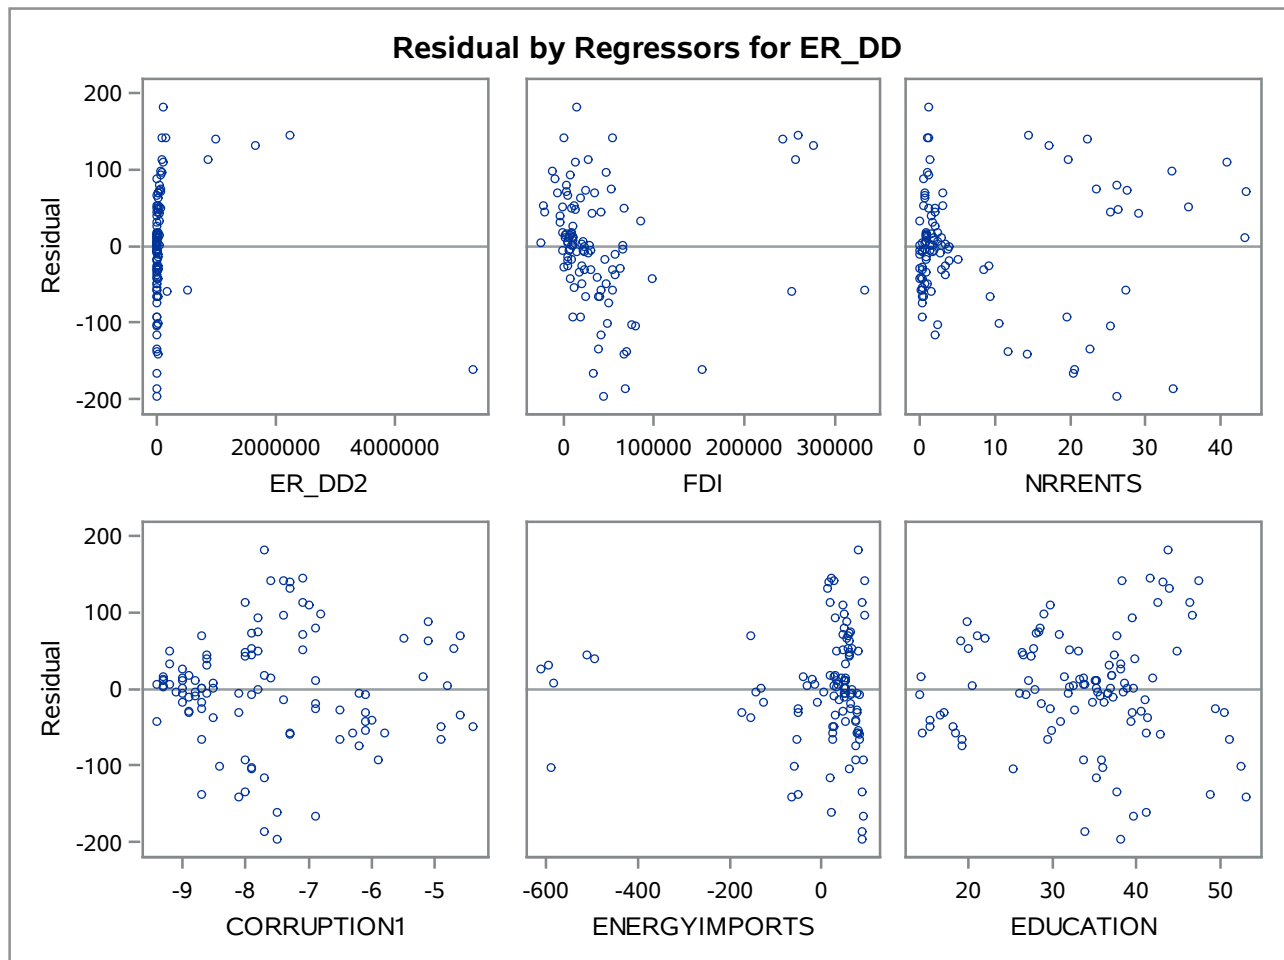 Residual by Regressors for ER_DD
200
100
0
-100
-200
Residual
0 2000000 4000000
ER_DD2
0 100000 200000 300000
FDI
0 10 20 30 40
NRRENTS
200
100
0
-100
-200
Residual
-9 -8 -7 -6 -5
CORRUPTION1
-600 -400 -200 0
ENERGYIMPORTS
20 30 40 50
EDUCATION